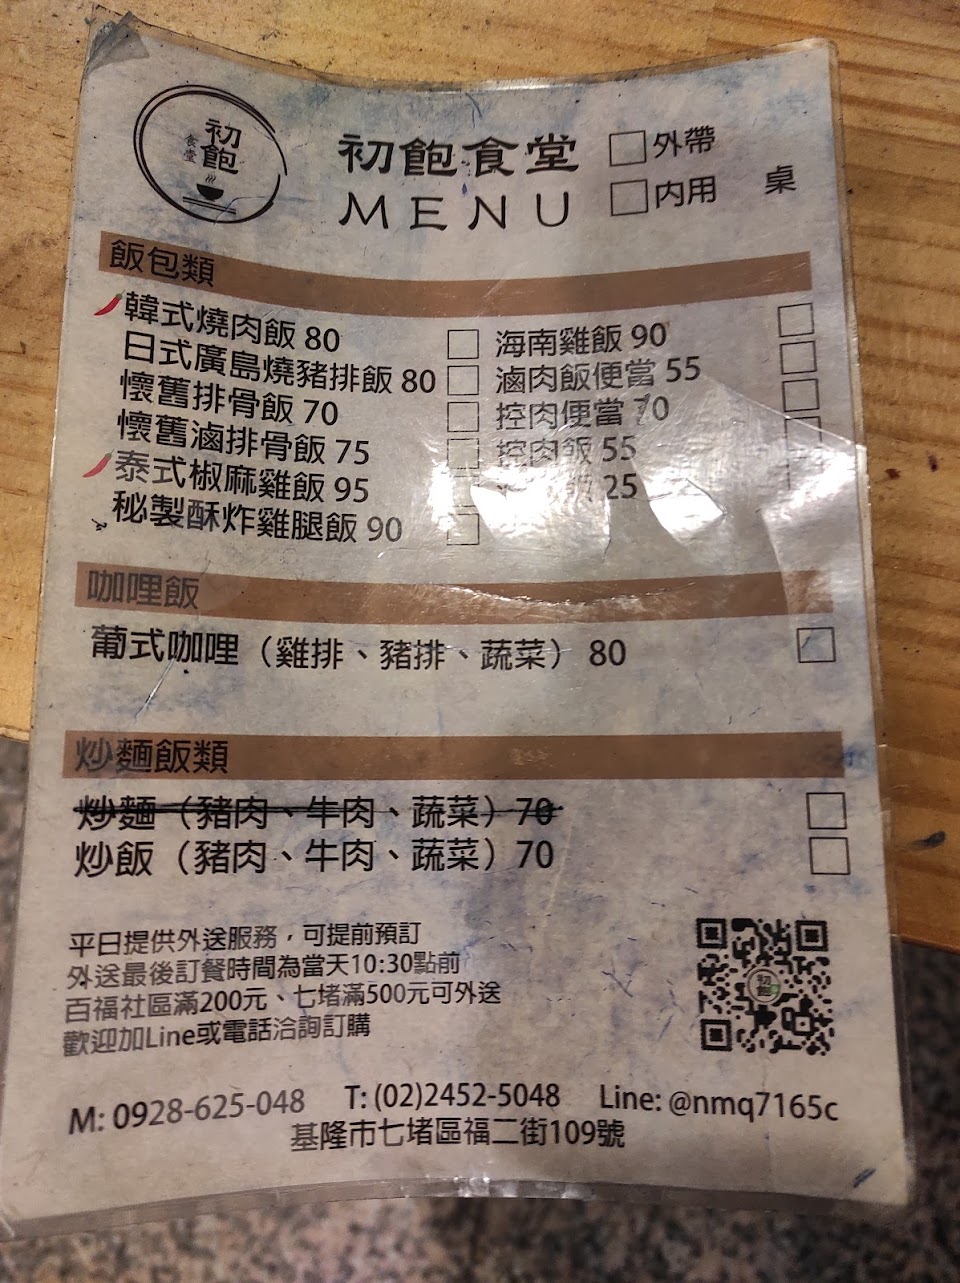 初飽
食堂
初飽食堂
MENU
□外帶
□內用 桌
飯包類
韓式燒肉飯 80 □
日式廣島燒豬排飯 80 □
懷舊排骨飯 70 □
懷舊滷排骨飯 75 □
泰式椒麻雞飯 95
秘製酥炸雞腿飯 90 □
海南雞飯 90 □
滷肉飯便當 55 □
控肉便當 70 □
控肉飯 55
飯 25
咖哩飯
葡式咖哩（雞排、豬排、蔬菜） 80 □
炒麵飯類
炒麵（豬肉、牛肉、蔬菜）70 □
炒飯（豬肉、牛肉、蔬菜）70 □
平日提供外送服務，可提前預訂
外送最後訂餐時間為當天10:30點前
百福社區滿200元、七堵滿500元可外送
歡迎加Line或電話洽詢訂購
初飽
M: 0928-625-048 T: (02)2452-5048 Line: @nmq7165c
基隆市七堵區福二街109號